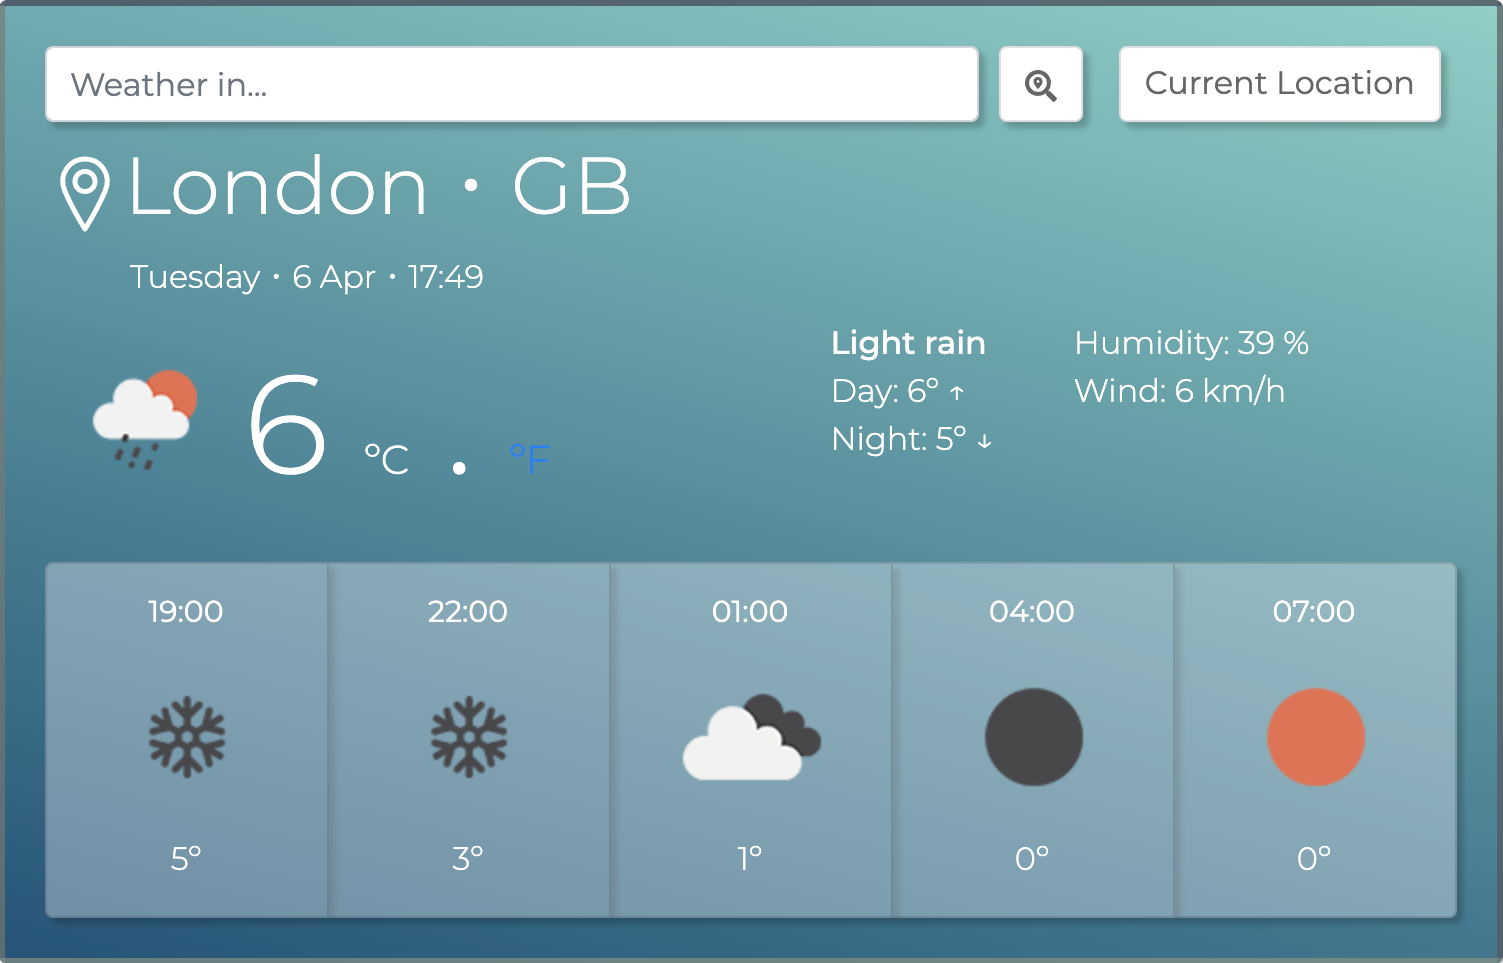 Weather in...
Current Location
London · GB
Tuesday · 6 Apr · 17:49
Light rain
Day: 6° ↑
Night: 5° ↓
Humidity: 39 %
Wind: 6 km/h
6 °C · °F
19:00 22:00 01:00 04:00 07:00
5° 3° 1° 0° 0°